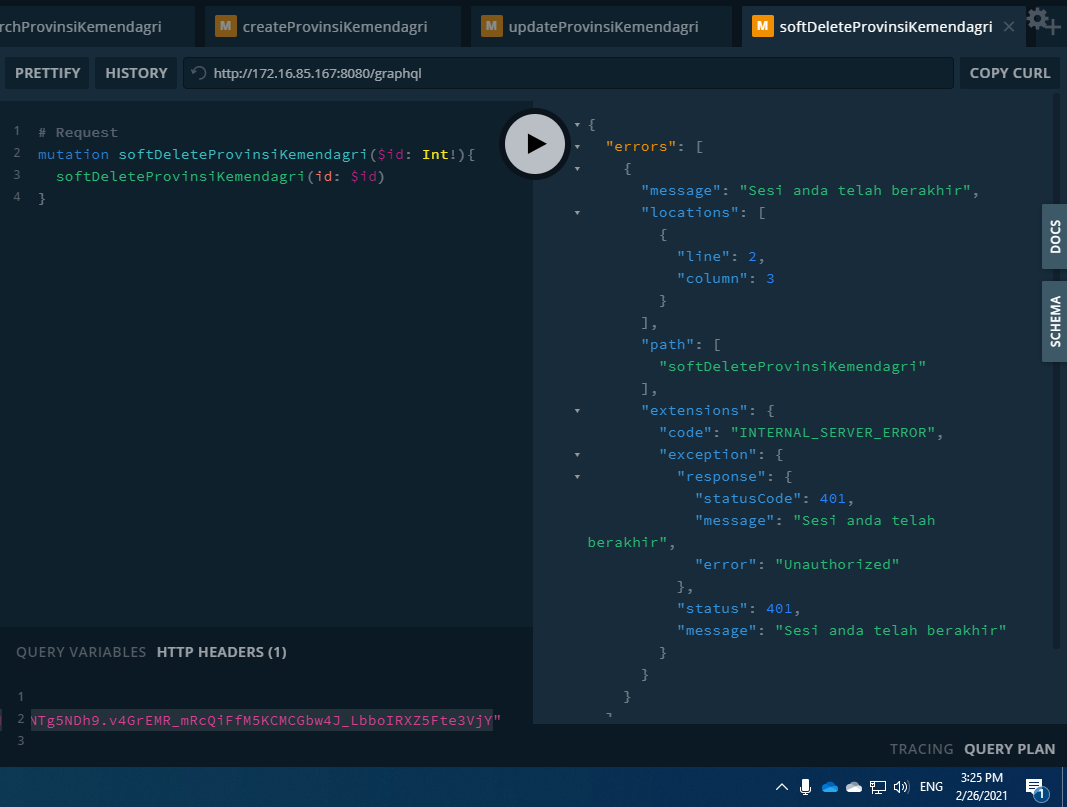 rchProvinsiKemendagri
M createProvinsiKemendagri
M updateProvinsiKemendagri
M softDeleteProvinsiKemendagri
PRETTIFY HISTORY http://172.16.85.167:8080/graphql COPY CURL
1 # Request
2 mutation softDeleteProvinsiKemendagri($id: Int!){
3 softDeleteProvinsiKemendagri(id: $id)
4 }
{
"errors": [
{
"message": "Sesi anda telah berakhir",
"locations": [
{
"line": 2,
"column": 3
}
],
"path": [
"softDeleteProvinsiKemendagri"
],
"extensions": {
"code": "INTERNAL_SERVER_ERROR",
"exception": {
"response": {
"statusCode": 401,
"message": "Sesi anda telah
berakhir",
"error": "Unauthorized"
},
"status": 401,
"message": "Sesi anda telah berakhir"
}
}
}
DOCS
SCHEMA
QUERY VARIABLES HTTP HEADERS (1)
1
2 NTg5NDh9.v4GrEMR_mRcQiFfM5KCMCGbw4J_LbboIRXZ5Fte3VjY"
3
TRACING QUERY PLAN
ENG
3:25 PM
2/26/2021
1